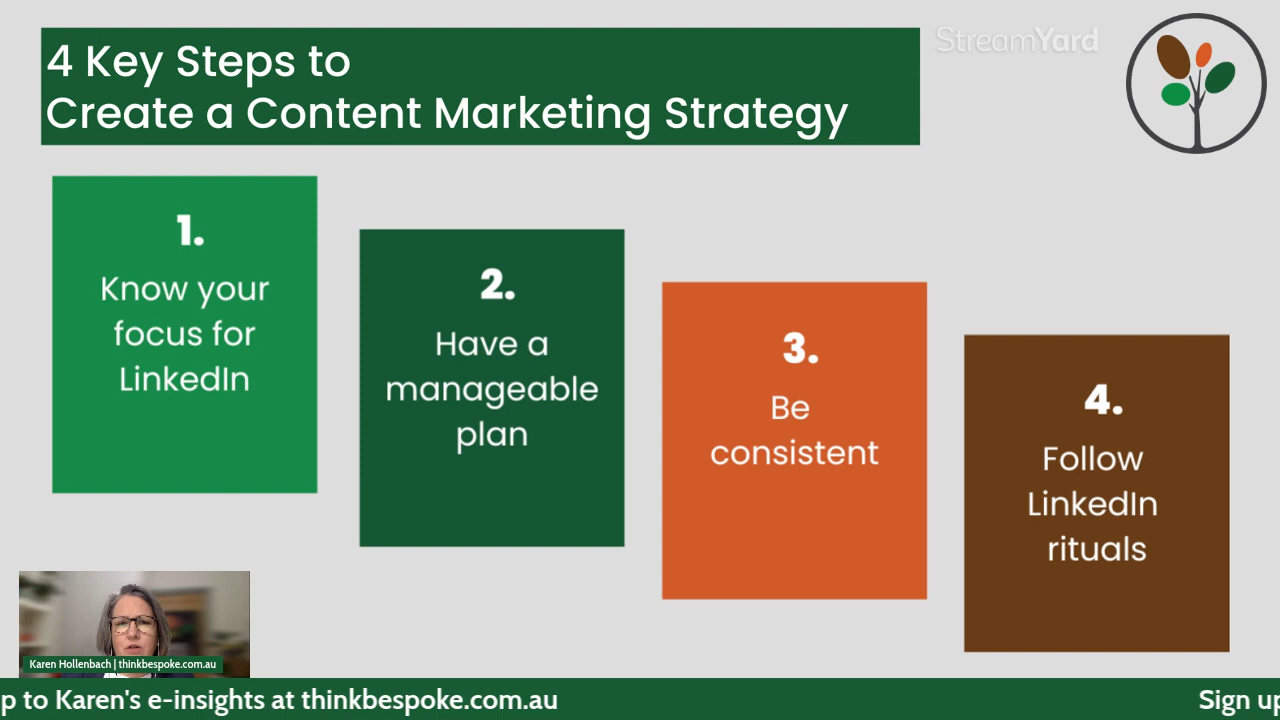 4 Key Steps to
Create a Content Marketing Strategy
StreamYard
1.
Know your
focus for
LinkedIn
2.
Have a
manageable
plan
3.
Be
consistent
4.
Follow
LinkedIn
rituals
Karen Hollenbach | thinkbespoke.com.au
p to Karen's e-insights at thinkbespoke.com.au
Sign up